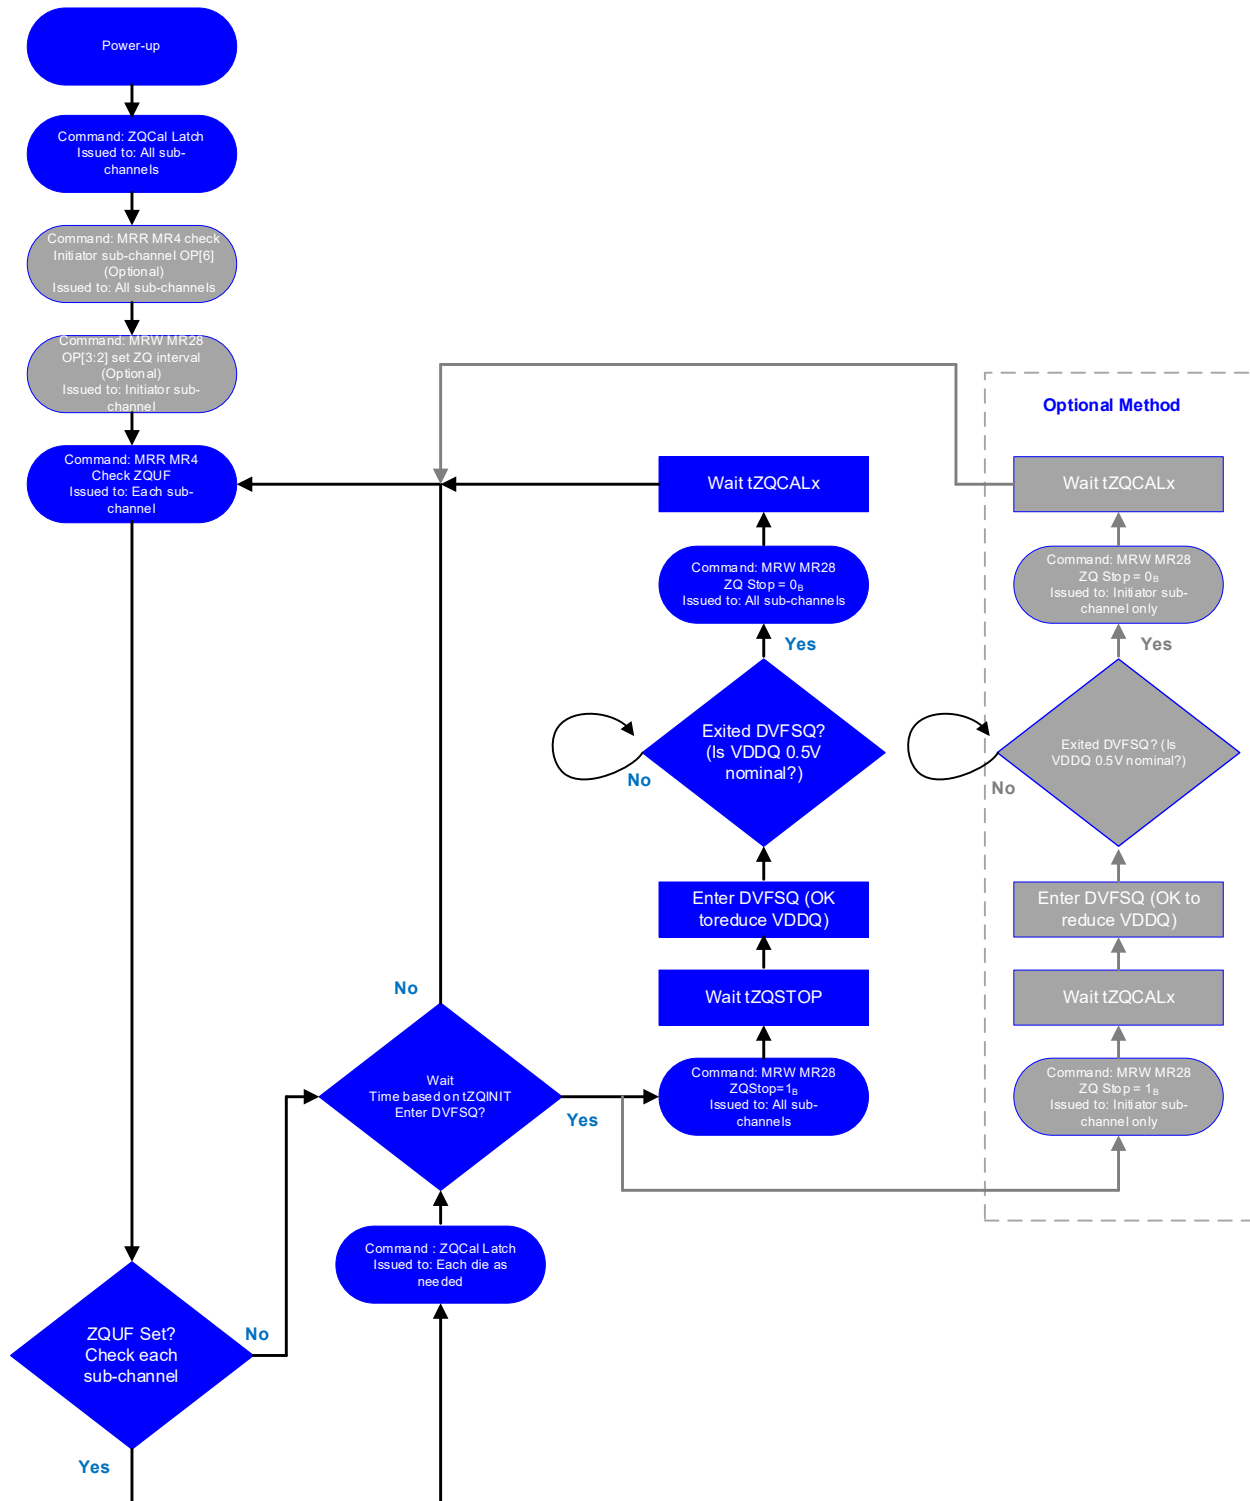 Power-up
Command: ZQCal Latch
Issued to: All sub-
channels
Command: MRR MR4 check
Initiator sub-channel OP[6]
(Optional)
Issued to: All sub-channels
Command: MRW MR28
OP[3:2] set ZQ interval
(Optional)
Issued to: Initiator sub-
channel
Command: MRR MR4
Check ZQUF
Issued to: Each sub-
channel
ZQUF Set?
Check each
sub-channel
No
Yes
Command : ZQCal Latch
Issued to: Each die as
needed
Wait
Time based on tZQINIT
Enter DVFSQ?
No
Yes
Command: MRW MR28
ZQStop=1B
Issued to: All sub-
channels
Wait tZQSTOP
Enter DVFSQ (OK
toreduce VDDQ)
Exited DVFSQ?
(Is VDDQ 0.5V
nominal?)
No
Yes
Command: MRW MR28
ZQ Stop = 0B
Issued to: All sub-channels
Wait tZQCALx
Optional Method
Command: MRW MR28
ZQ Stop = 1B
Issued to: Initiator sub-
channel only
Wait tZQCALx
Enter DVFSQ (OK to
reduce VDDQ)
Exited DVFSQ? (Is
VDDQ 0.5V nominal?)
No
Yes
Command: MRW MR28
ZQ Stop = 0B
Issued to: Initiator sub-
channel only
Wait tZQCALx